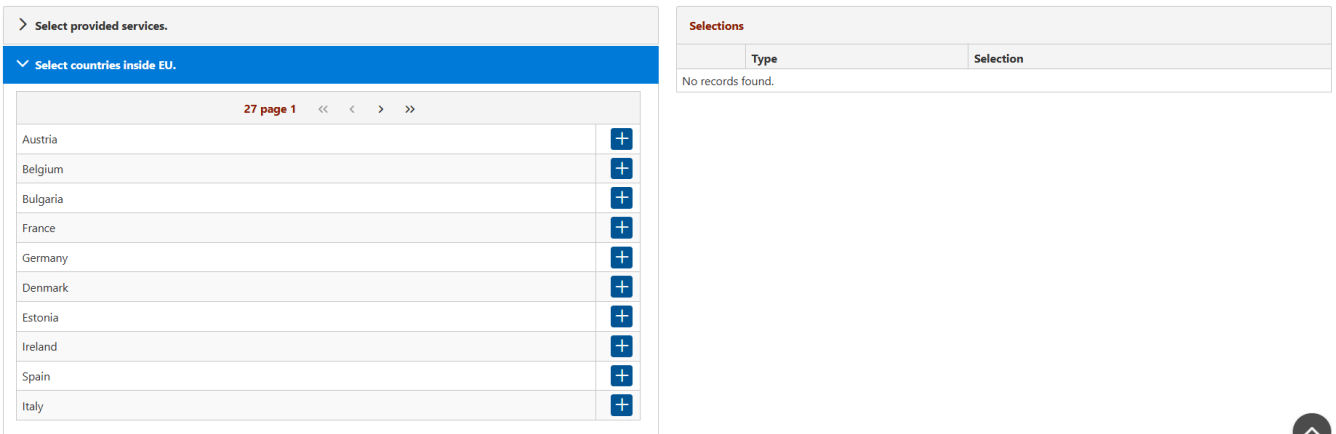 Select provided services.
Select countries inside EU.
27 page 1
Austria
Belgium
Bulgaria
France
Germany
Denmark
Estonia
Ireland
Spain
Italy
Selections
Type Selection
No records found.